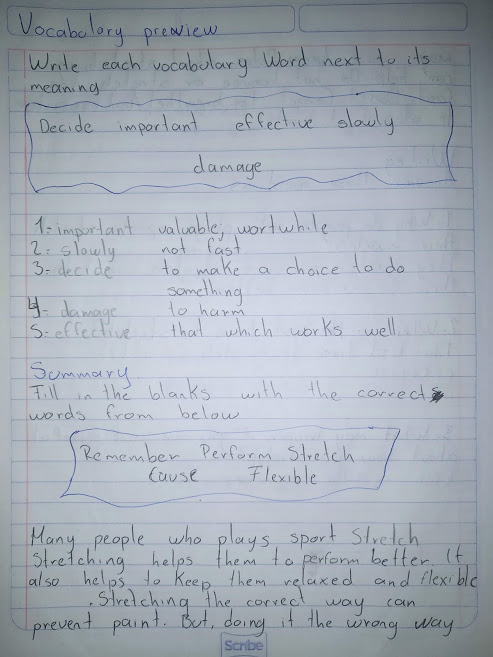 Vocabulary preview
Write each vocabulary Word next to its
meaning
Decide important effective slowly
damage
1= important valuable, wortwhile
2= slowly not fast
3= decide to make a choice to do
something
4= damage to harm
5= effective that which works well
Summary
Fill in the blanks with the corrects
words from below
Remember Perform Stretch
Cause Flexible
Many people who plays sport Stretch
Stretching helps them to perform better. It
also helps to keep them relaxed and flexible
. Stretching the correct way can
prevent paint. But, doing it the wrong way
Scribe